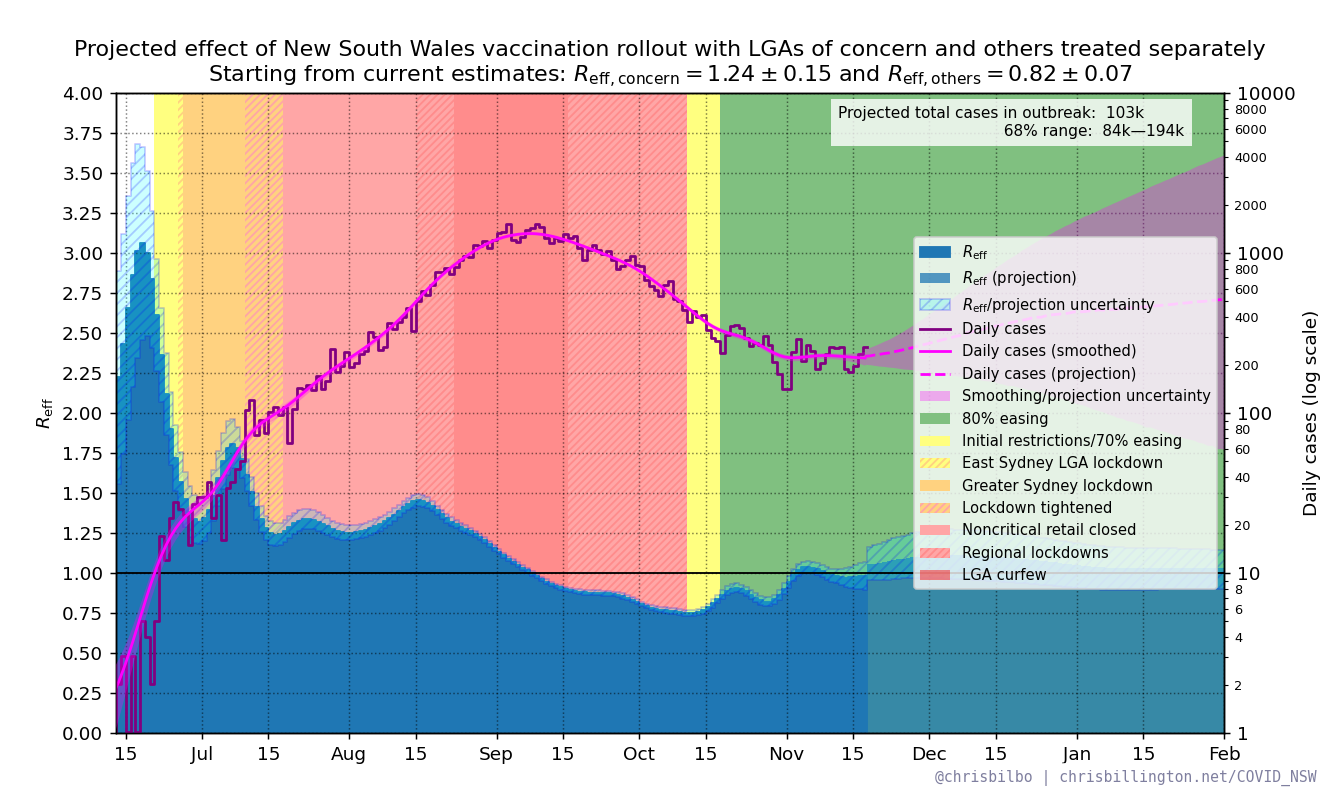 Projected effect of New South Wales vaccination rollout with LGAs of concern and others treated separately
Starting from current estimates: R_eff, concern = 1.24 ± 0.15 and R_eff, others = 0.82 ± 0.07
Projected total cases in outbreak: 103k
68% range: 84k—194k
R_eff
4.00
3.75
3.50
3.25
3.00
2.75
2.50
2.25
2.00
1.75
1.50
1.25
1.00
0.75
0.50
0.25
0.00
R_eff
R_eff (projection)
R_eff/projection uncertainty
Daily cases
Daily cases (smoothed)
Daily cases (projection)
Smoothing/projection uncertainty
80% easing
Initial restrictions/70% easing
East Sydney LGA lockdown
Greater Sydney lockdown
Lockdown tightened
Noncritical retail closed
Regional lockdowns
LGA curfew
10000
8000
6000
4000
2000
1000
800
600
400
200
100
80
60
40
20
10
8
6
4
2
1
Daily cases (log scale)
15 Jul 15 Aug 15 Sep 15 Oct 15 Nov 15 Dec 15 Jan 15 Feb
@chrisbilbo | chrisbillington.net/COVID_NSW